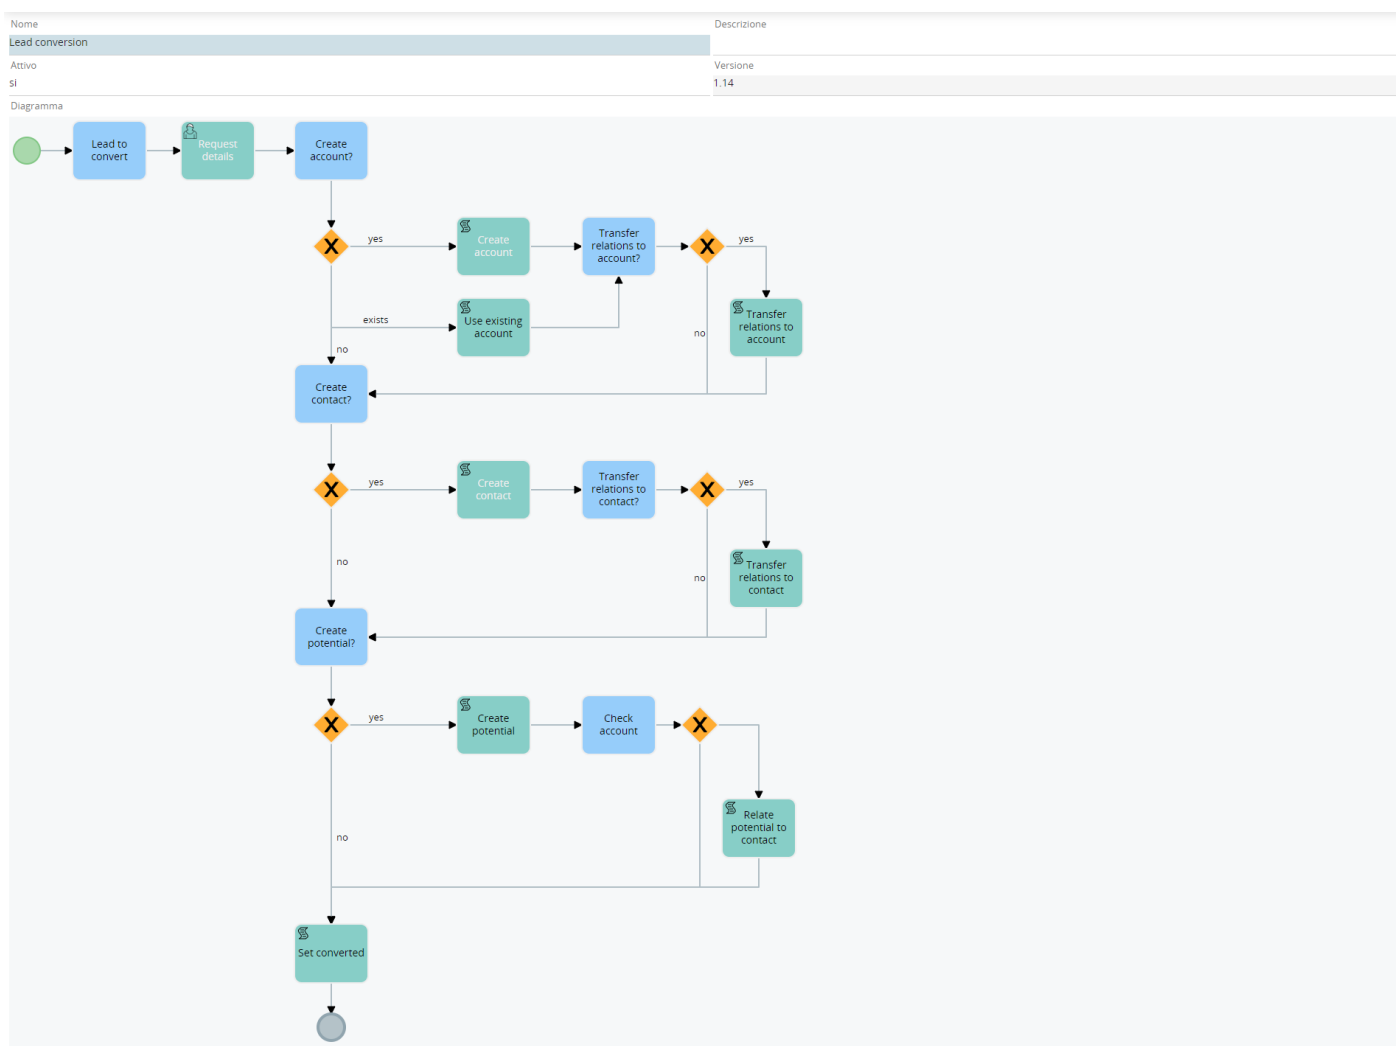 Nome
Descrizione
Lead conversion
Attivo
Versione
si
1.14
Diagramma
Lead to
convert
Request
details
Create
account?
yes
Create
account
Transfer
relations to
account?
yes
exists
Use existing
account
no
Transfer
relations to
account
no
Create
contact?
yes
Create
contact
Transfer
relations to
contact?
yes
no
no
Transfer
relations to
contact
Create
potential?
yes
Create
potential
Check
account
Relate
potential to
contact
no
Set converted